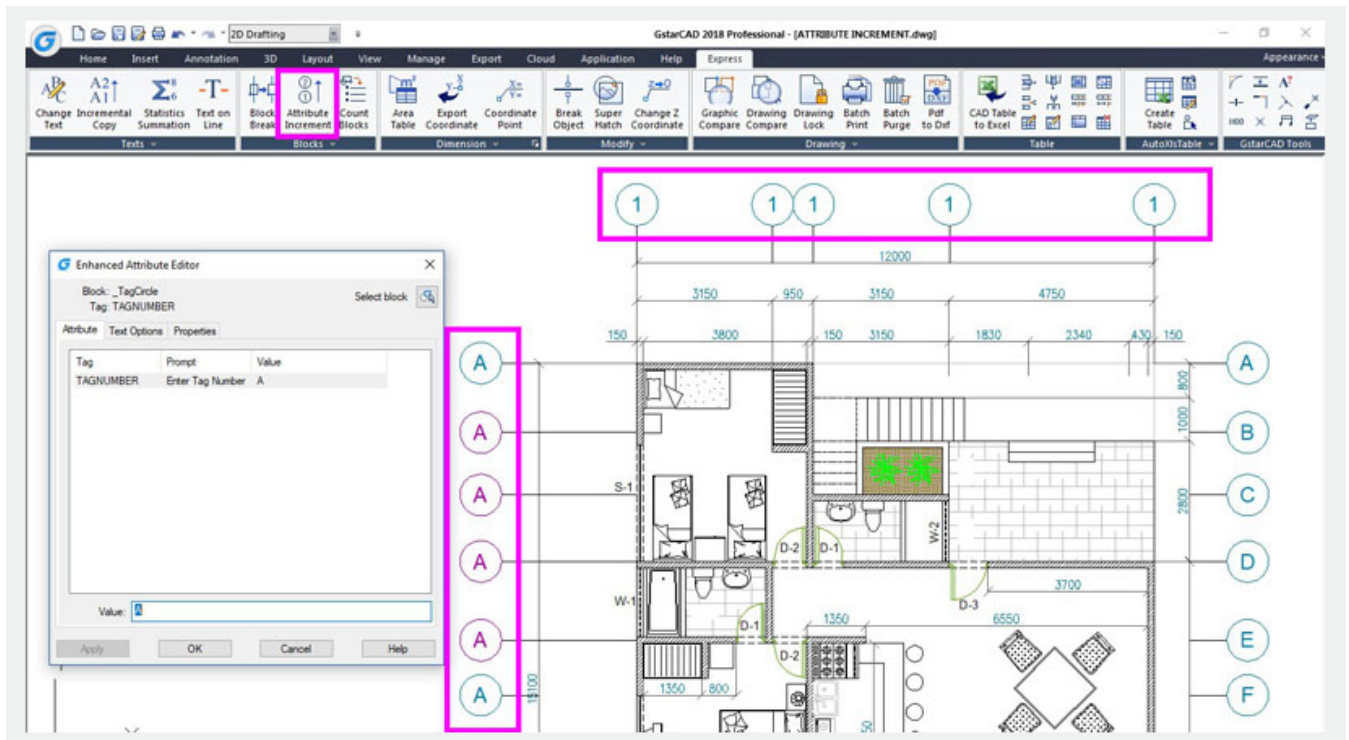 2D Drafting
GstarCAD 2018 Professional - [ATTRIBUTE INCREMENT.dwg]
Home Insert Annotation 3D Layout View Manage Export Cloud Application Help Express Appearance
Change Text
Incremental Copy
Statistics Summation
Text on Line
Block Break
Attribute Increment
Count Blocks
Area Table
Export Coordinate
Coordinate Point
Break Object
Super Hatch
Change Z Coordinate
Graphic Compare
Drawing Compare
Drawing Lock
Batch Print
Batch Purge
Pdf to Dxf
CAD Table to Excel
Create Table
Texts Blocks Dimension Modify Drawing Table AutoXlsTable GstarCAD Tools
1 1 1 1 1
12000
3150 950 3150 4750
150 3800 150 3150 1830 2340 430 150
Enhanced Attribute Editor
Block: _TagCircle
Tag: TAGNUMBER
Select block
Attribute Text Options Properties
Tag Prompt Value
TAGNUMBER Enter Tag Number A
Value: A
Apply OK Cancel Help
A
A
A
A
A
A
15100
A
B
C
D
E
F
800
1000
2800
S-1
W-2
D-2 D-1
W-1
D-3
3700
D-1
1350
6550
D-2
1350 800